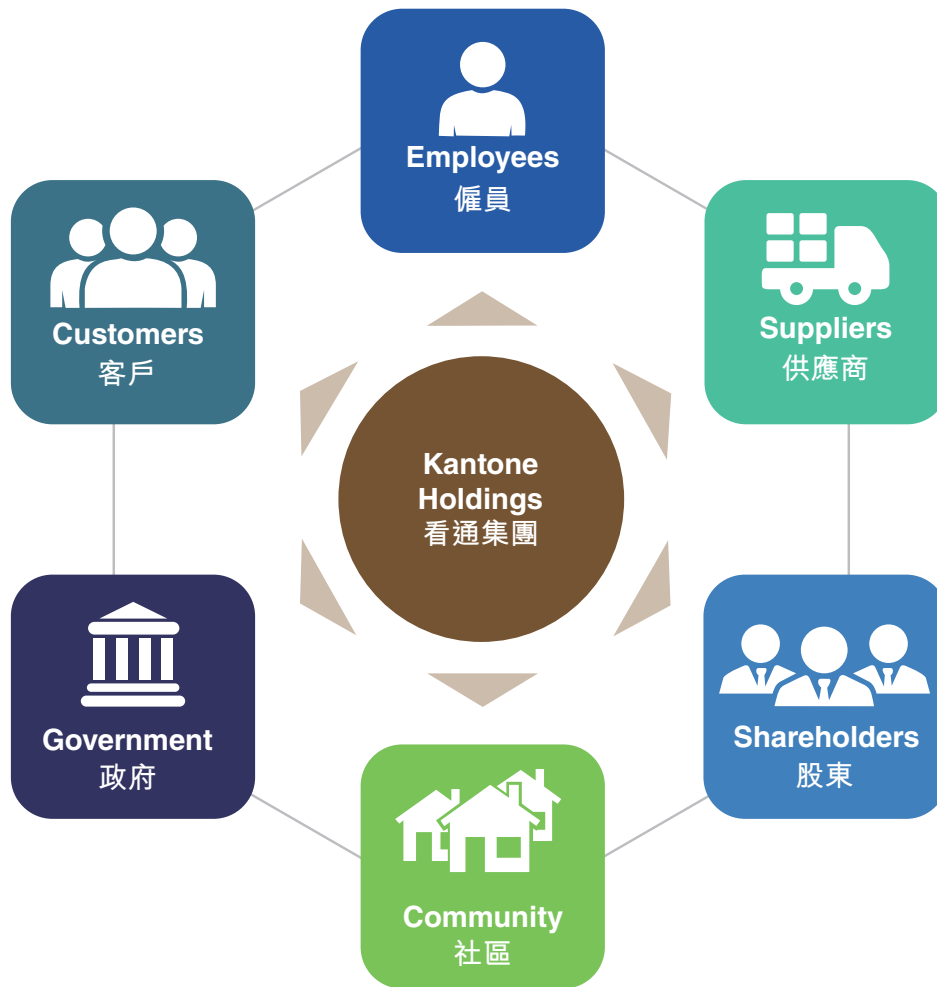 Employees
僱員
Customers
客戶
Suppliers
供應商
Kantone
Holdings
看通集團
Government
政府
Shareholders
股東
Community
社區